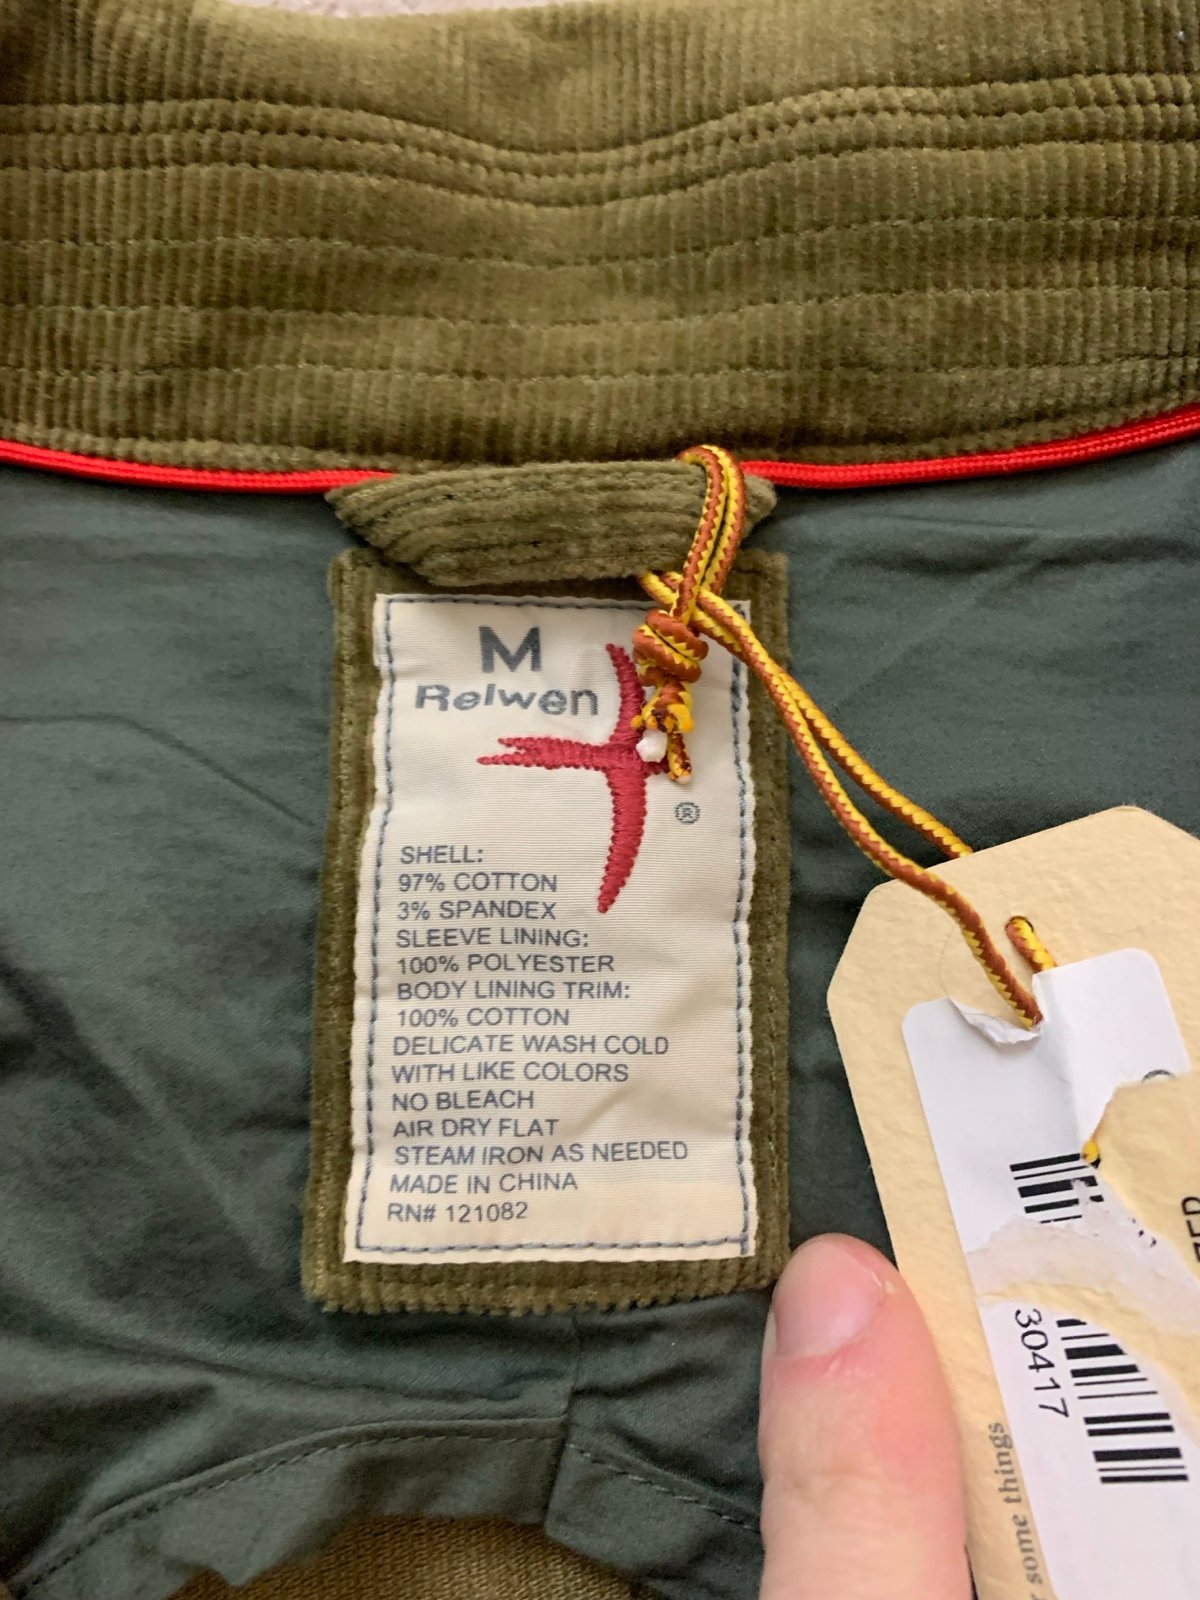 M
Relwen
®
SHELL:
97% COTTON
3% SPANDEX
SLEEVE LINING:
100% POLYESTER
BODY LINING TRIM:
100% COTTON
DELICATE WASH COLD
WITH LIKE COLORS
NO BLEACH
AIR DRY FLAT
STEAM IRON AS NEEDED
MADE IN CHINA
RN# 121082
30417
some things